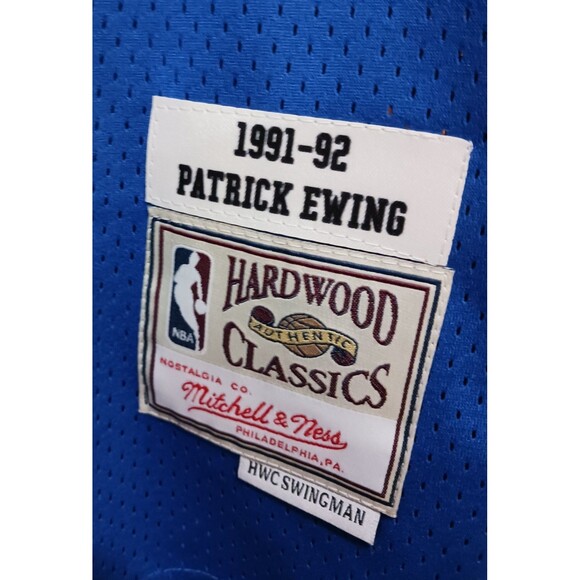 1991-92
PATRICK EWING
NBA
HARDWOOD
AUTHENTIC
CLASSICS
NOSTALGIA CO.
Mitchell & Ness
PHILADELPHIA, PA.
HWC SWINGMAN